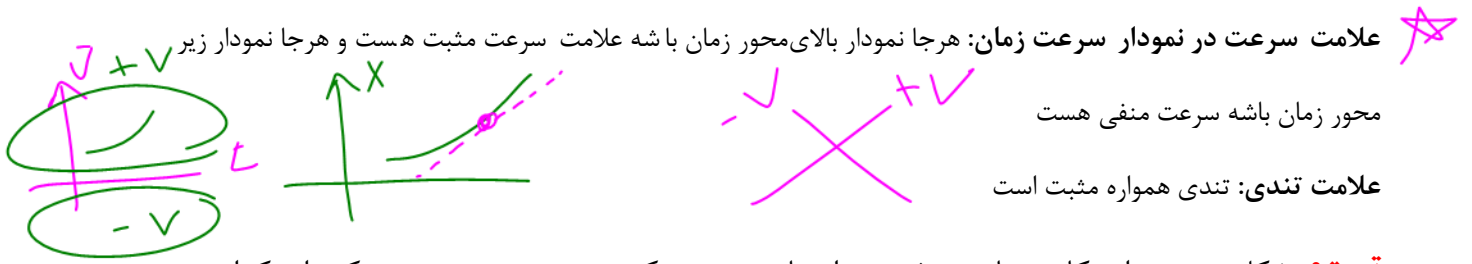 علامت سرعت در نمودار سرعت زمان: هرجا نمودار بالای محور زمان باشه علامت سرعت مثبت هست و هرجا نمودار زیر
محور زمان باشه سرعت منفی هست
علامت تندی: تندی همواره مثبت است
V +V
t
- V
X
- V +V